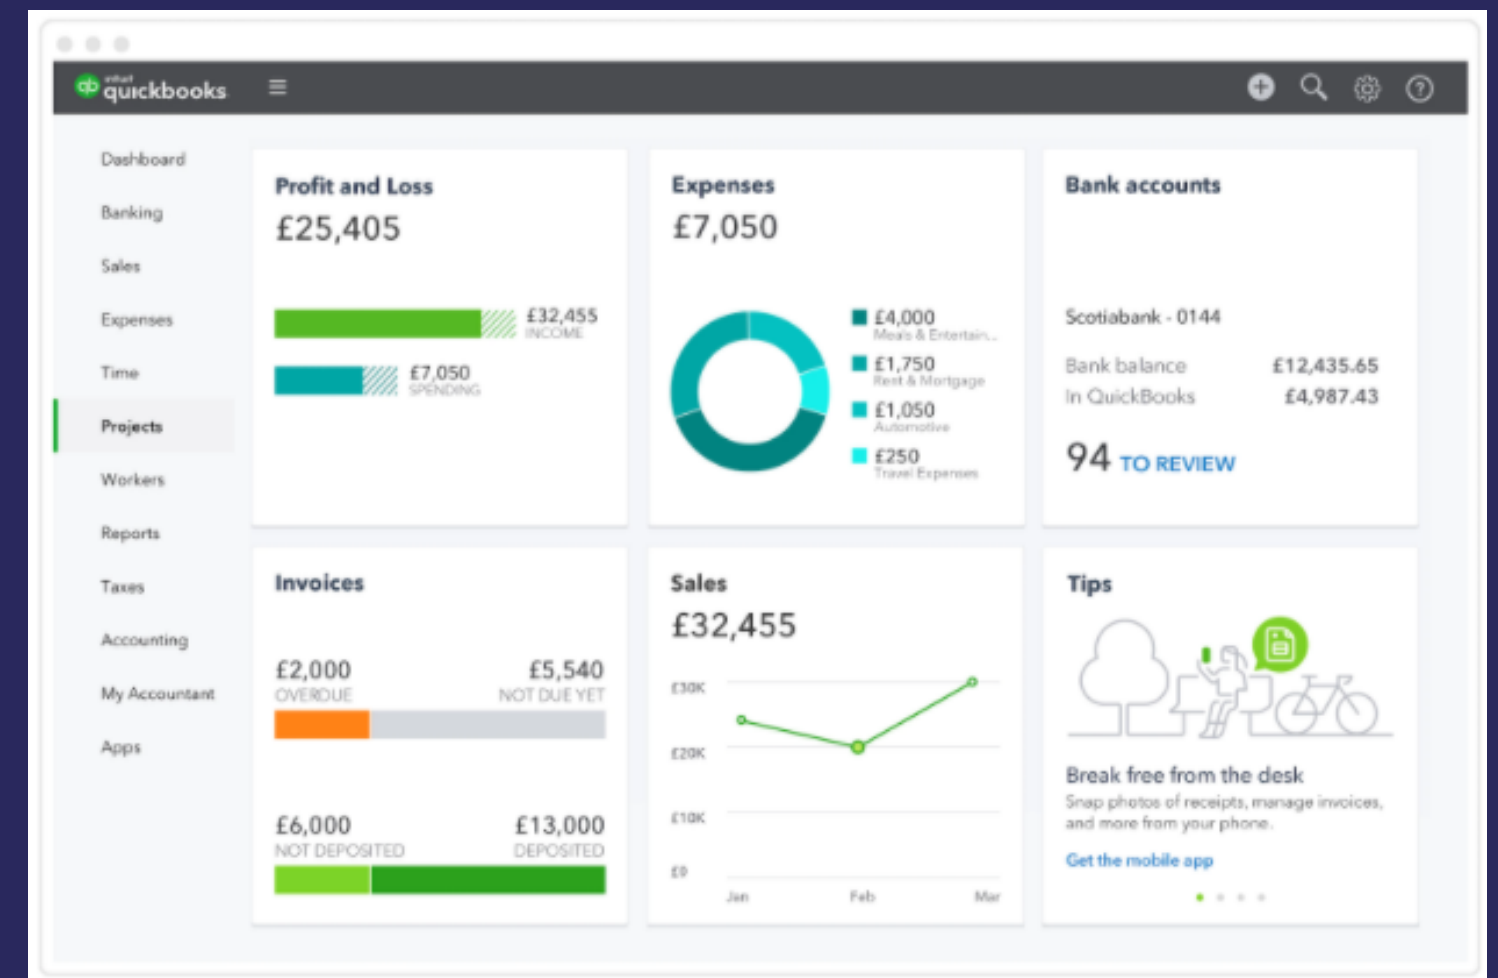 intuit
quickbooks
Dashboard
Banking
Sales
Expenses
Time
Projects
Workers
Reports
Taxes
Accounting
My Accountant
Apps
Profit and Loss
£25,405
£32,455
INCOME
£7,050
SPENDING
Expenses
£7,050
£4,000
Meals & Entertain...
£1,750
Rent & Mortgage
£1,050
Automotive
£250
Travel Expenses
Bank accounts
Scotiabank - 0144
Bank balance £12,435.65
In QuickBooks £4,987.43
94 TO REVIEW
Invoices
£2,000 £5,540
OVERDUE NOT DUE YET
£6,000 £13,000
NOT DEPOSITED DEPOSITED
Sales
£32,455
£30K
£20K
£10K
£0
Jan Feb Mar
Tips
Break free from the desk
Snap photos of receipts, manage invoices,
and more from your phone.
Get the mobile app